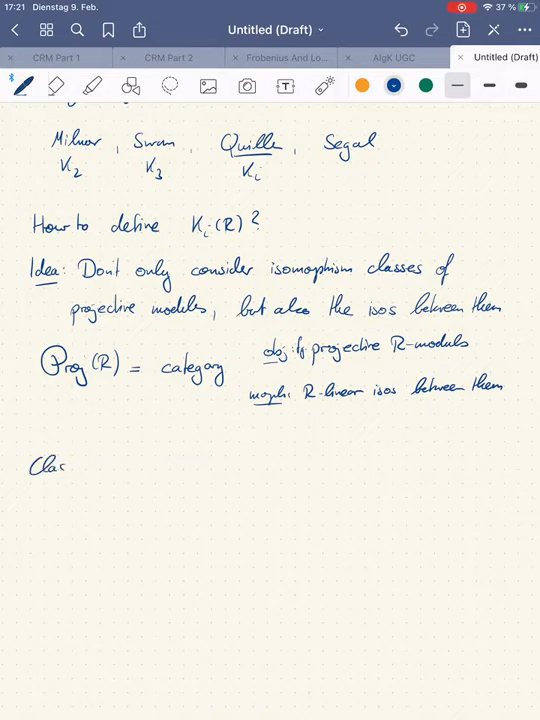 17:21 Dienstag 9. Feb.
37 %
Untitled (Draft)
CRM Part 1
CRM Part 2
Frobenius And Lo...
AlgK UGC
Untitled (Draft)
Milnor, Swan, Quillen, Segal
K₂ K₃ Kᵢ
How to define Kᵢ(R)?
Idea: Don't only consider isomorphism classes of
projective modules, but also the isos between them
Proj(R) = category
obj: f.g. projective R-moduls
morph: R-linear isos between them
Clas